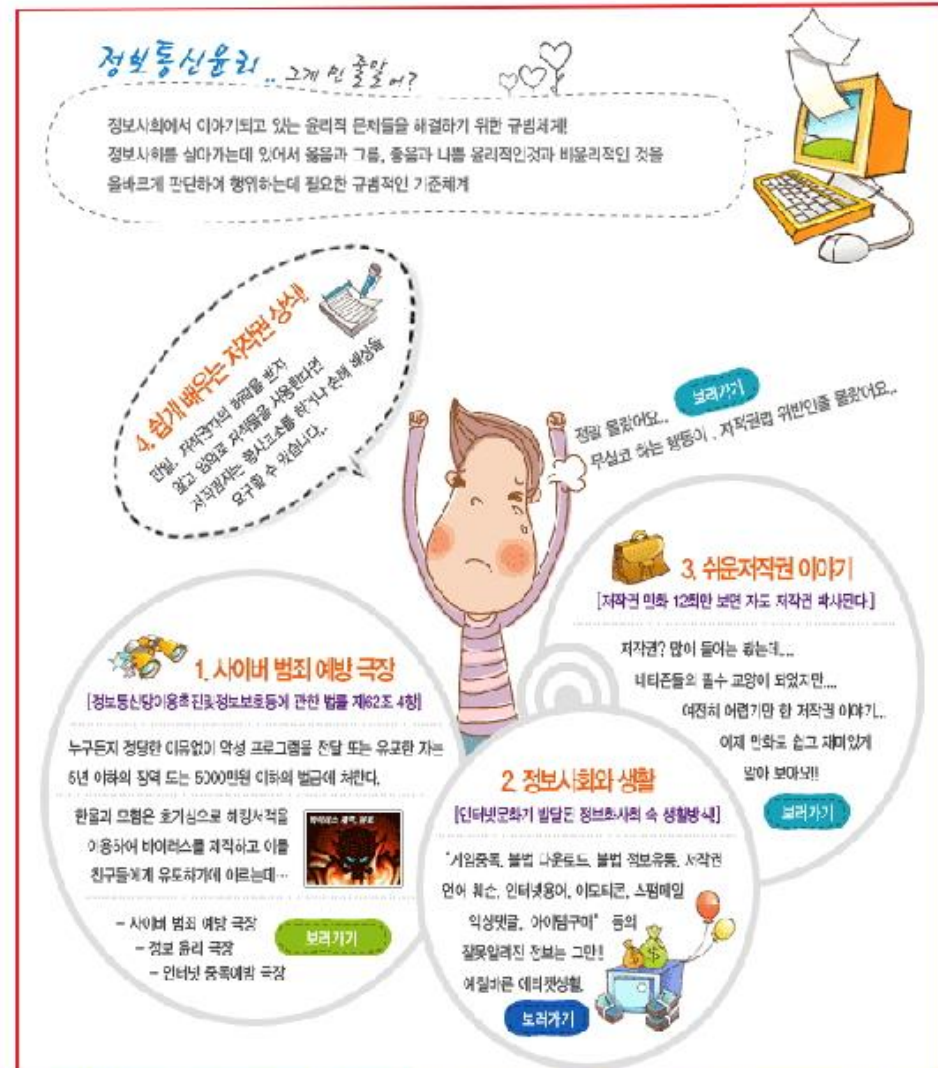 정보통신윤리.. 그게 먼 줄알어?
정보사회에서 이야기되고 있는 윤리적 문제들을 해결하기 위한 규범체계!
정보사회를 살아가는데 있어서 옳음과 그름, 좋음과 나쁨 윤리적인것과 비윤리적인 것을
올바르게 판단하여 행위하는데 필요한 규범적인 기준체계
4. 쉽게 배우는 저작권 상식!
만일, 저작권자의 허락을 받지
않고 임의로 저작물을 사용한다면
저작권자는 형사고소를 하거나 손해 배상을
요구할 수 있습니다..
정말 몰랐어요.. 보러가기
무심코 하는 행동이 , 저작권법 위반인줄 몰랐어요..
3. 쉬운저작권 이야기
[저작권 만화 12회만 보면 자도 저작권 박사된다]
저작권? 많이 들어는 봤는데....
네티즌들의 필수 교양이 되었지만....
여전히 어렵기만 한 저작권 이야기...
이제 만화로 쉽고 재미있게
알아 보아요!!
보러가기
1. 사이버 범죄 예방 극장
[정보통신망이용촉진및정보보호등에 관한 법률 제62조 4항]
누구든지 정당한 이유없이 악성 프로그램을 전달 또는 유포한 자는
5년 이하의 징역 또는 5000만원 이하의 벌금에 처한다.
한율과 모험은 호기심으로 해킹서적을
이용하여 바이러스를 제작하고 이를
친구들에게 유포하기에 이르는데…
바이러스 제작, 유포
- 사이버 범죄 예방 극장
- 정보 윤리 극장
- 인터넷 중독예방 극장
보러가기
2. 정보사회와 생활
[인터넷문화가 발달된 정보화사회 속 생활방식!]
"게임중독, 불법 다운로드, 불법 정보유통, 저작권
언어 훼손, 인터넷용어, 이모티콘, 스팸메일
악성댓글, 아이템구매" 등의
잘못알려진 정보는 그만!!
예절바른 네티켓생활,
보러가기